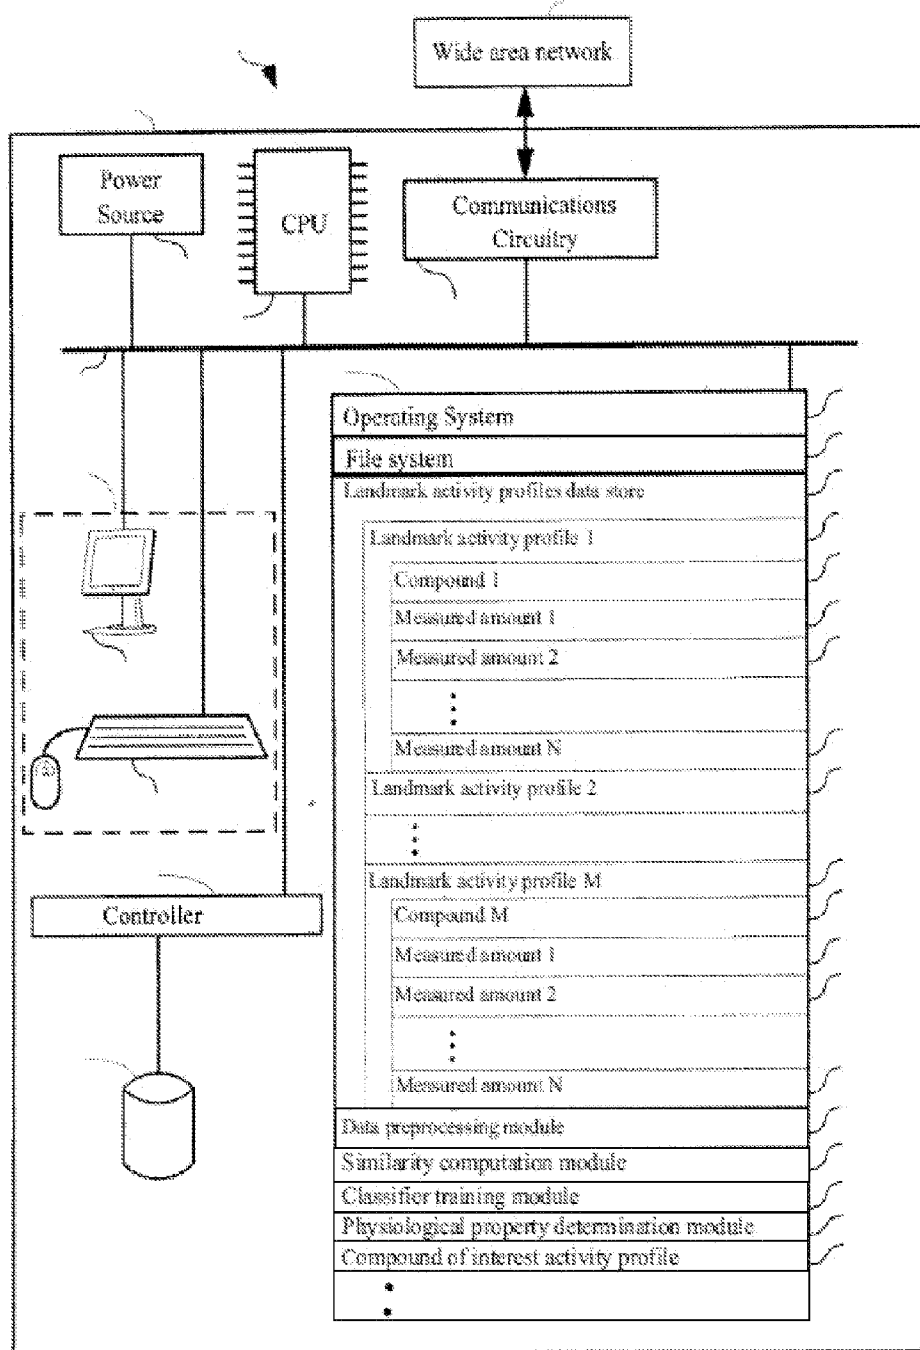 Wide area network
Power
Source
CPU
Communications
Circuitry
Operating System
File system
Landmark activity profiles data store
Landmark activity profile 1
Compound 1
Measured amount 1
Measured amount 2
Measured amount N
Landmark activity profile 2
Landmark activity profile M
Compound M
Measured amount 1
Measured amount 2
Measured amount N
Controller
Data preprocessing module
Similarity computation module
Classifier training module
Physiological property determination module
Compound of interest activity profile